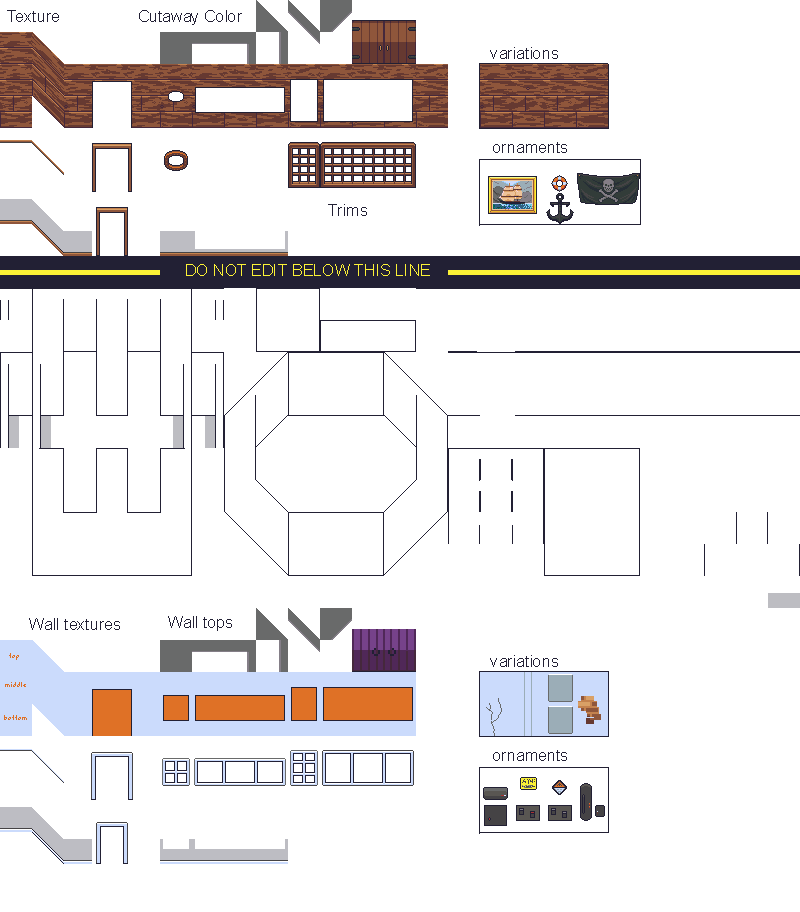 Texture
Cutaway Color
variations
ornaments
Trims
DO NOT EDIT BELOW THIS LINE
Wall textures
Wall tops
top
middle
bottom
variations
ornaments